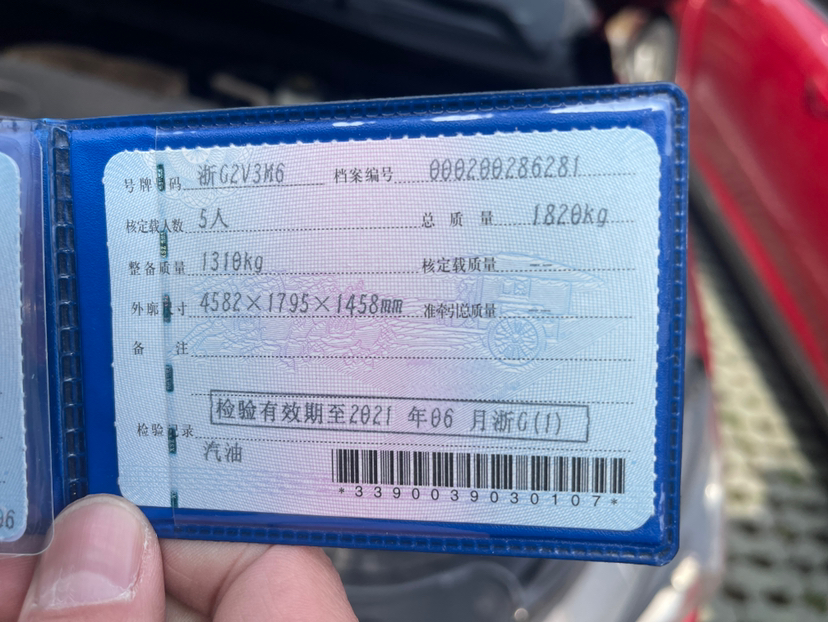 号牌号码 浙G2V3M6 档案编号 000200286281
核定载人数 5人 总质量 1820kg
整备质量 1310kg 核定载质量 --
外廓尺寸 4582×1795×1458mm 准牵引总质量 --
备注
检验有效期至2021年06月浙G(1)
检验记录
汽油
*3390039030107*